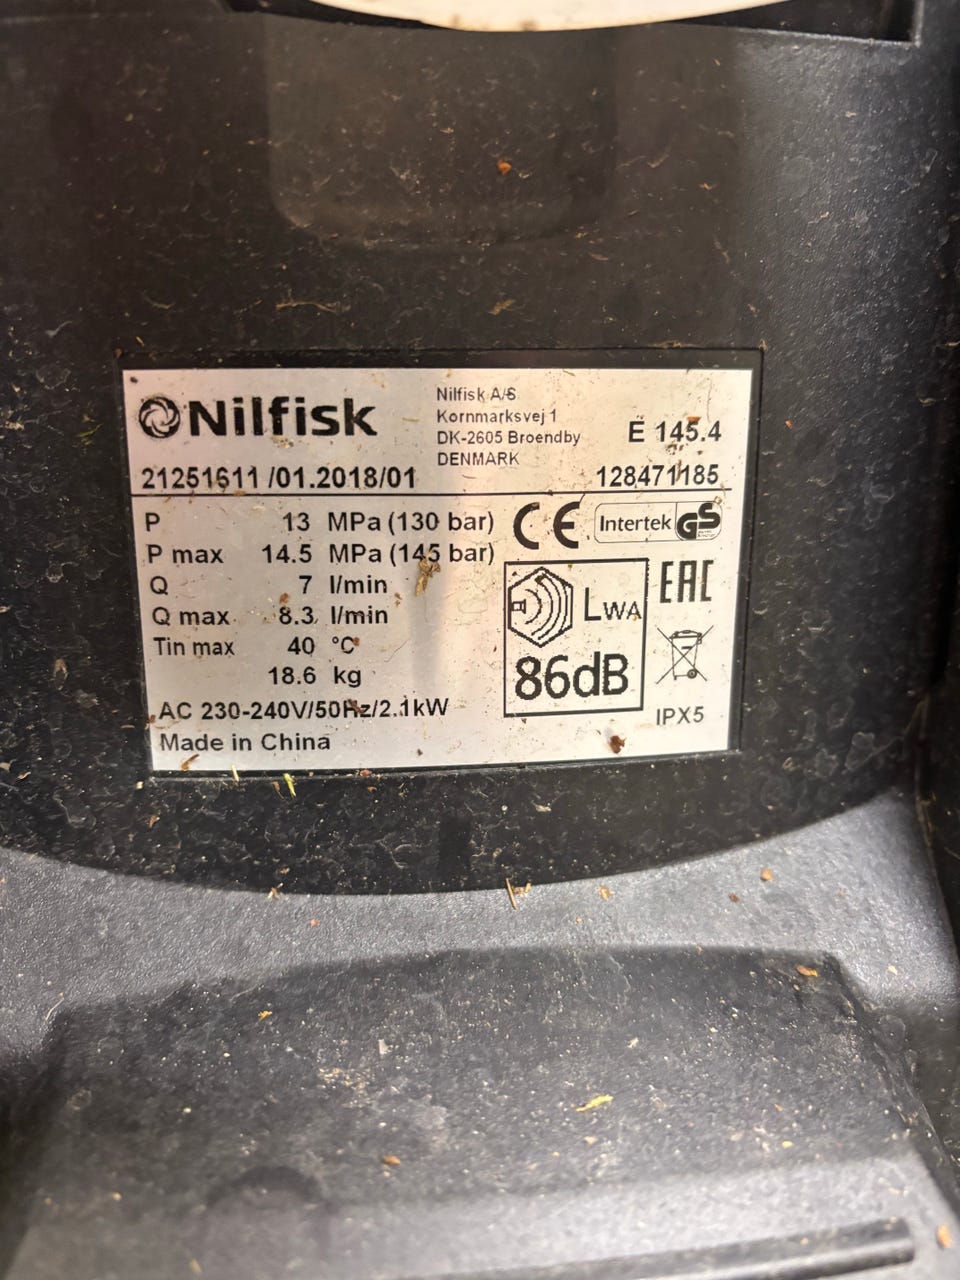 Nilfisk
Nilfisk A/S
Kornmarksvej 1
DK-2605 Broendby
DENMARK
E 145.4
21251611 /01.2018/01
128471185
P 13 MPa (130 bar)
P max 14.5 MPa (145 bar)
Q 7 l/min
Q max 8.3 l/min
Tin max 40 °C
18.6 kg
AC 230-240V/50Hz/2.1kW
Made in China
CE
Intertek GS
EAC
LWA
86dB
IPX5